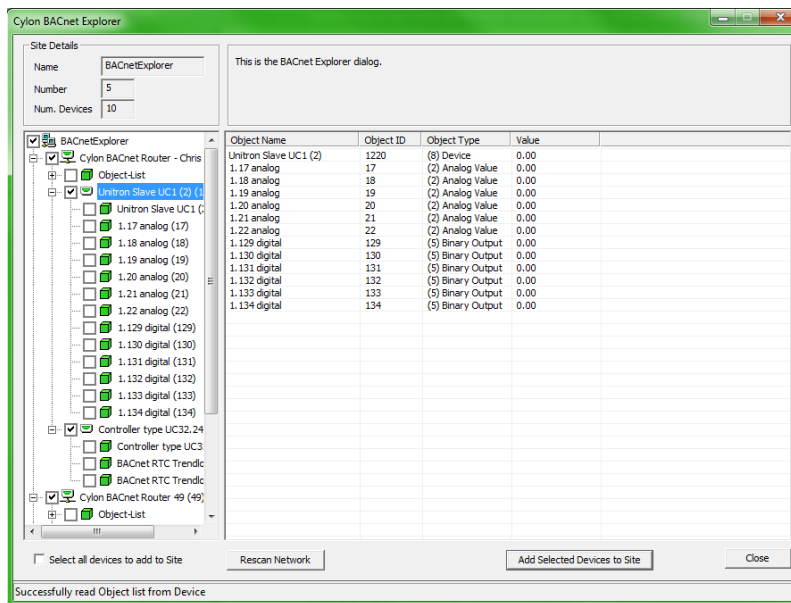 Cylon BACnet Explorer
Site Details
Name BACnetExplorer
Number 5
Num. Devices 10
This is the BACnet Explorer dialog.
BACnetExplorer
Cylon BACnet Router - Chris
Object-List
Unitron Slave UC1 (2) (1
Unitron Slave UC1 (
1.17 analog (17)
1.18 analog (18)
1.19 analog (19)
1.20 analog (20)
1.21 analog (21)
1.22 analog (22)
1.129 digital (129)
1.130 digital (130)
1.131 digital (131)
1.132 digital (132)
1.133 digital (133)
1.134 digital (134)
Controller type UC32.24
Controller type UC3
BACnet RTC Trendlo
BACnet RTC Trendlo
Cylon BACnet Router 49 (49)
Object-List
Object Name Object ID Object Type Value
Unitron Slave UC1 (2) 1220 (8) Device 0.00
1.17 analog 17 (2) Analog Value 0.00
1.18 analog 18 (2) Analog Value 0.00
1.19 analog 19 (2) Analog Value 0.00
1.20 analog 20 (2) Analog Value 0.00
1.21 analog 21 (2) Analog Value 0.00
1.22 analog 22 (2) Analog Value 0.00
1.129 digital 129 (5) Binary Output 0.00
1.130 digital 130 (5) Binary Output 0.00
1.131 digital 131 (5) Binary Output 0.00
1.132 digital 132 (5) Binary Output 0.00
1.133 digital 133 (5) Binary Output 0.00
1.134 digital 134 (5) Binary Output 0.00
Select all devices to add to Site
Rescan Network
Add Selected Devices to Site
Close
Successfully read Object list from Device